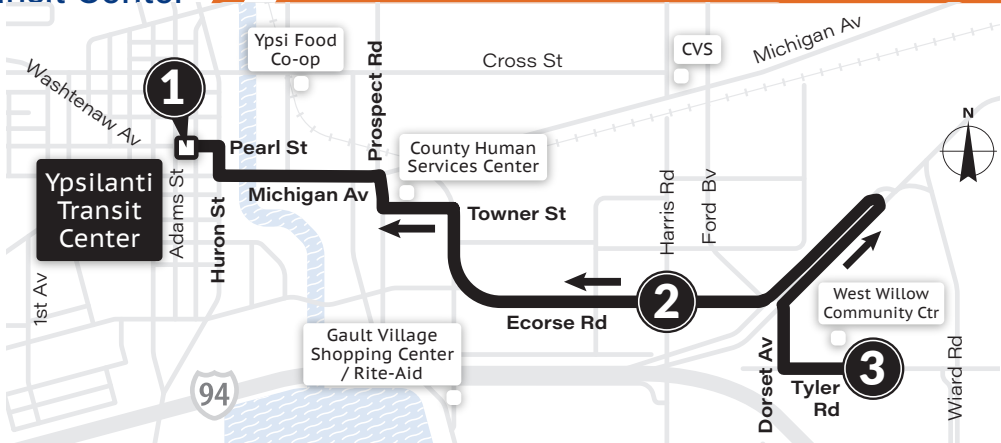 Transit Center
Ypsi Food
Co-op
Prospect Rd
Cross St
CVS
Michigan Av
Washtenaw Av
1
N
Pearl St
County Human
Services Center
Ypsilanti
Transit
Center
Adams St
Huron St
Michigan Av
Towner St
Harris Rd
Ford Bv
1st Av
2
Ecorse Rd
West Willow
Community Ctr
Gault Village
Shopping Center
/ Rite-Aid
94
Dorset Av
3
Tyler
Rd
Wiard Rd